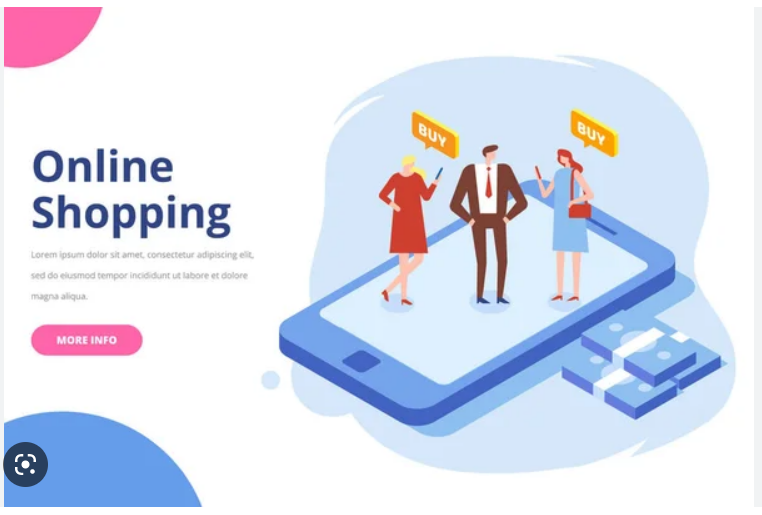 Online
Shopping
Lorem ipsum dolor sit amet, consectetur adipiscing elit,
sed do eiusmod tempor incididunt ut labore et dolore
magna aliqua.
MORE INFO
BUY
BUY